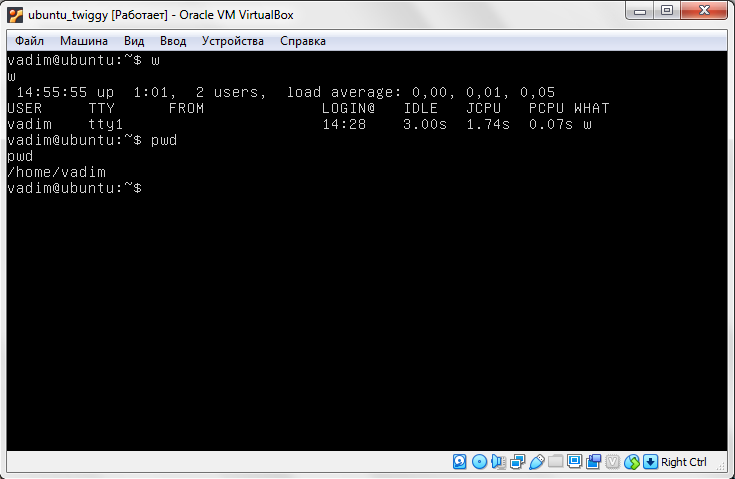 ubuntu_twiggy [Работает] - Oracle VM VirtualBox
Файл Машина Вид Ввод Устройства Справка
vadim@ubuntu:~$ w
w
 14:55:55 up  1:01,  2 users,  load average: 0,00, 0,01, 0,05
USER     TTY      FROM             LOGIN@   IDLE   JCPU   PCPU WHAT
vadim    tty1                      14:28    3.00s  1.74s  0.07s w
vadim@ubuntu:~$ pwd
pwd
/home/vadim
vadim@ubuntu:~$
Right Ctrl